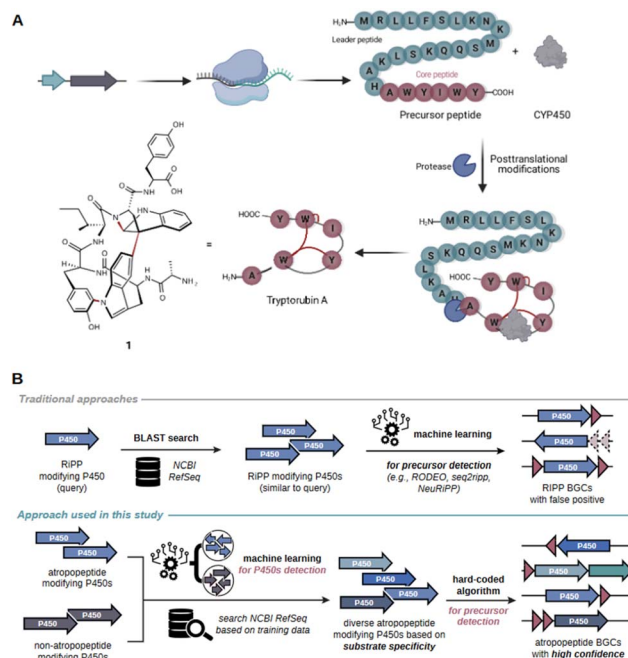 A
H₂N M R L L F S L K N K
Leader peptide
A K L S K Q Q S M
+
Core peptide
H A W Y I W Y COOH
Precursor peptide
CYP450
Protease
Posttranslational
modifications
HO
O
OH
O
NH
O
N
HN
O
NH
H
N
O
NH
O
N
OH
NH₂
1
=
HOOC Y W I
H₂N A W Y
Tryptorubin A
H₂N M R L L F S L
S K Q Q S M K N K
L K A H A W Y
HOOC Y W I
B
Traditional approaches
P450
RiPP
modifying P450
(query)
BLAST search
NCBI
RefSeq
P450
P450 P450
RiPP modifying P450s
(similar to query)
machine learning
for precursor detection
(e.g., RODEO, seq2ripp,
NeuRiPP)
P450
P450
P450
RIPP BGCs
with false positive
Approach used in this study
P450
P450
atropopeptide
modifying P450s
P450 P450
non-atropopeptide
modifying P450s
machine learning
for P450s detection
search NCBI RefSeq
based on training data
P450
P450
P450
P450
diverse atropopeptide
modifying P450s based on
substrate specificity
hard-coded
algorithm
for precursor
detection
P450
P450
P450
P450
atropopeptide BGCs
with high confidence